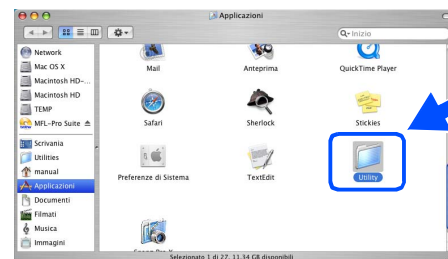 Applicazioni
Q- Inizio
Network
Mac OS X
Macintosh HD-...
Macintosh HD
TEMP
MFL-Pro Suite
Scrivania
Utilities
manual
Applicazioni
Documenti
Filmati
Musica
Immagini
Mail
Anteprima
QuickTime Player
Safari
Sherlock
Stickies
Preferenze di Sistema
TextEdit
Utility
Selezionato 1 di 27, 11,34 GB disponibili